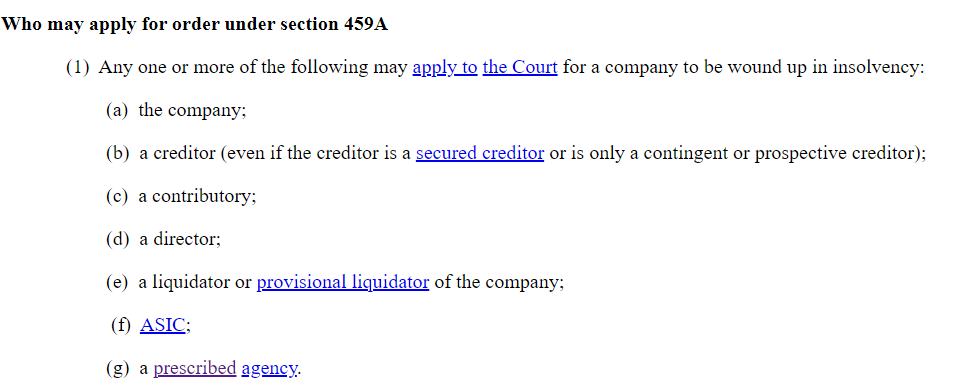 Who may apply for order under section 459A
(1) Any one or more of the following may apply to the Court for a company to be wound up in insolvency:
(a) the company;
(b) a creditor (even if the creditor is a secured creditor or is only a contingent or prospective creditor);
(c) a contributory;
(d) a director;
(e) a liquidator or provisional liquidator of the company;
(f) ASIC;
(g) a prescribed agency.